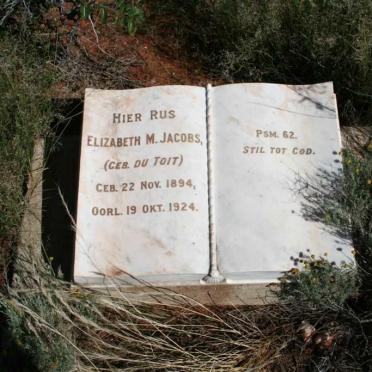 HIER RUS
ELIZABETH M. JACOBS,
(GEB. DU TOIT)
GEB. 22 NOV. 1894,
OORL. 19 OKT. 1924.
PSM. 62.
STIL TOT GOD.